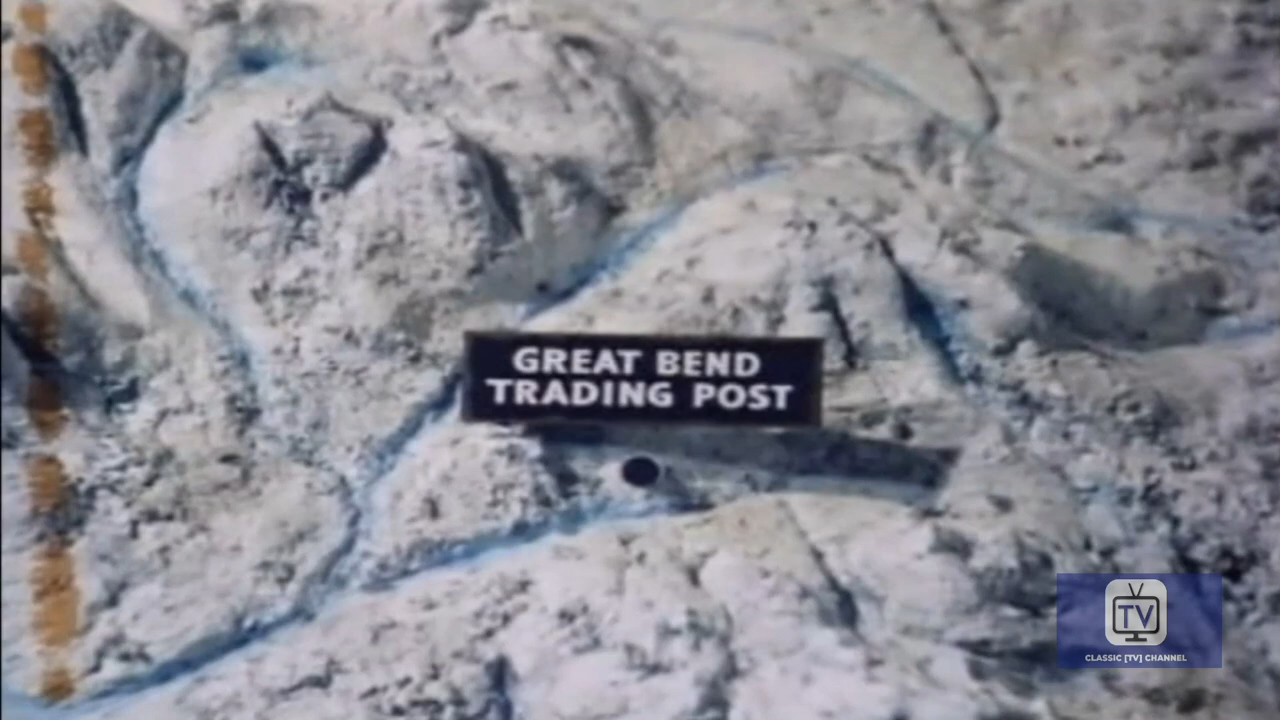 GREAT BEND
TRADING POST
TV
CLASSIC [TV] CHANNEL